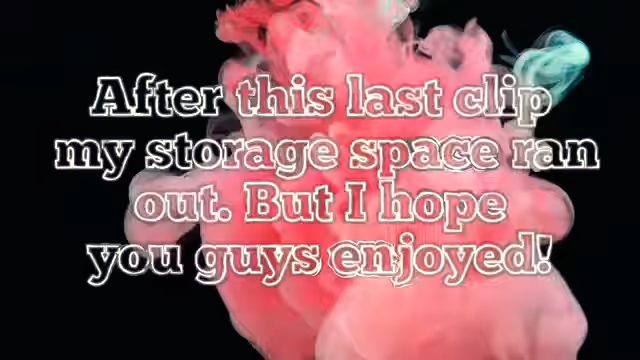 After this last clip
my storage space ran
out. But I hope
you guys enjoyed!